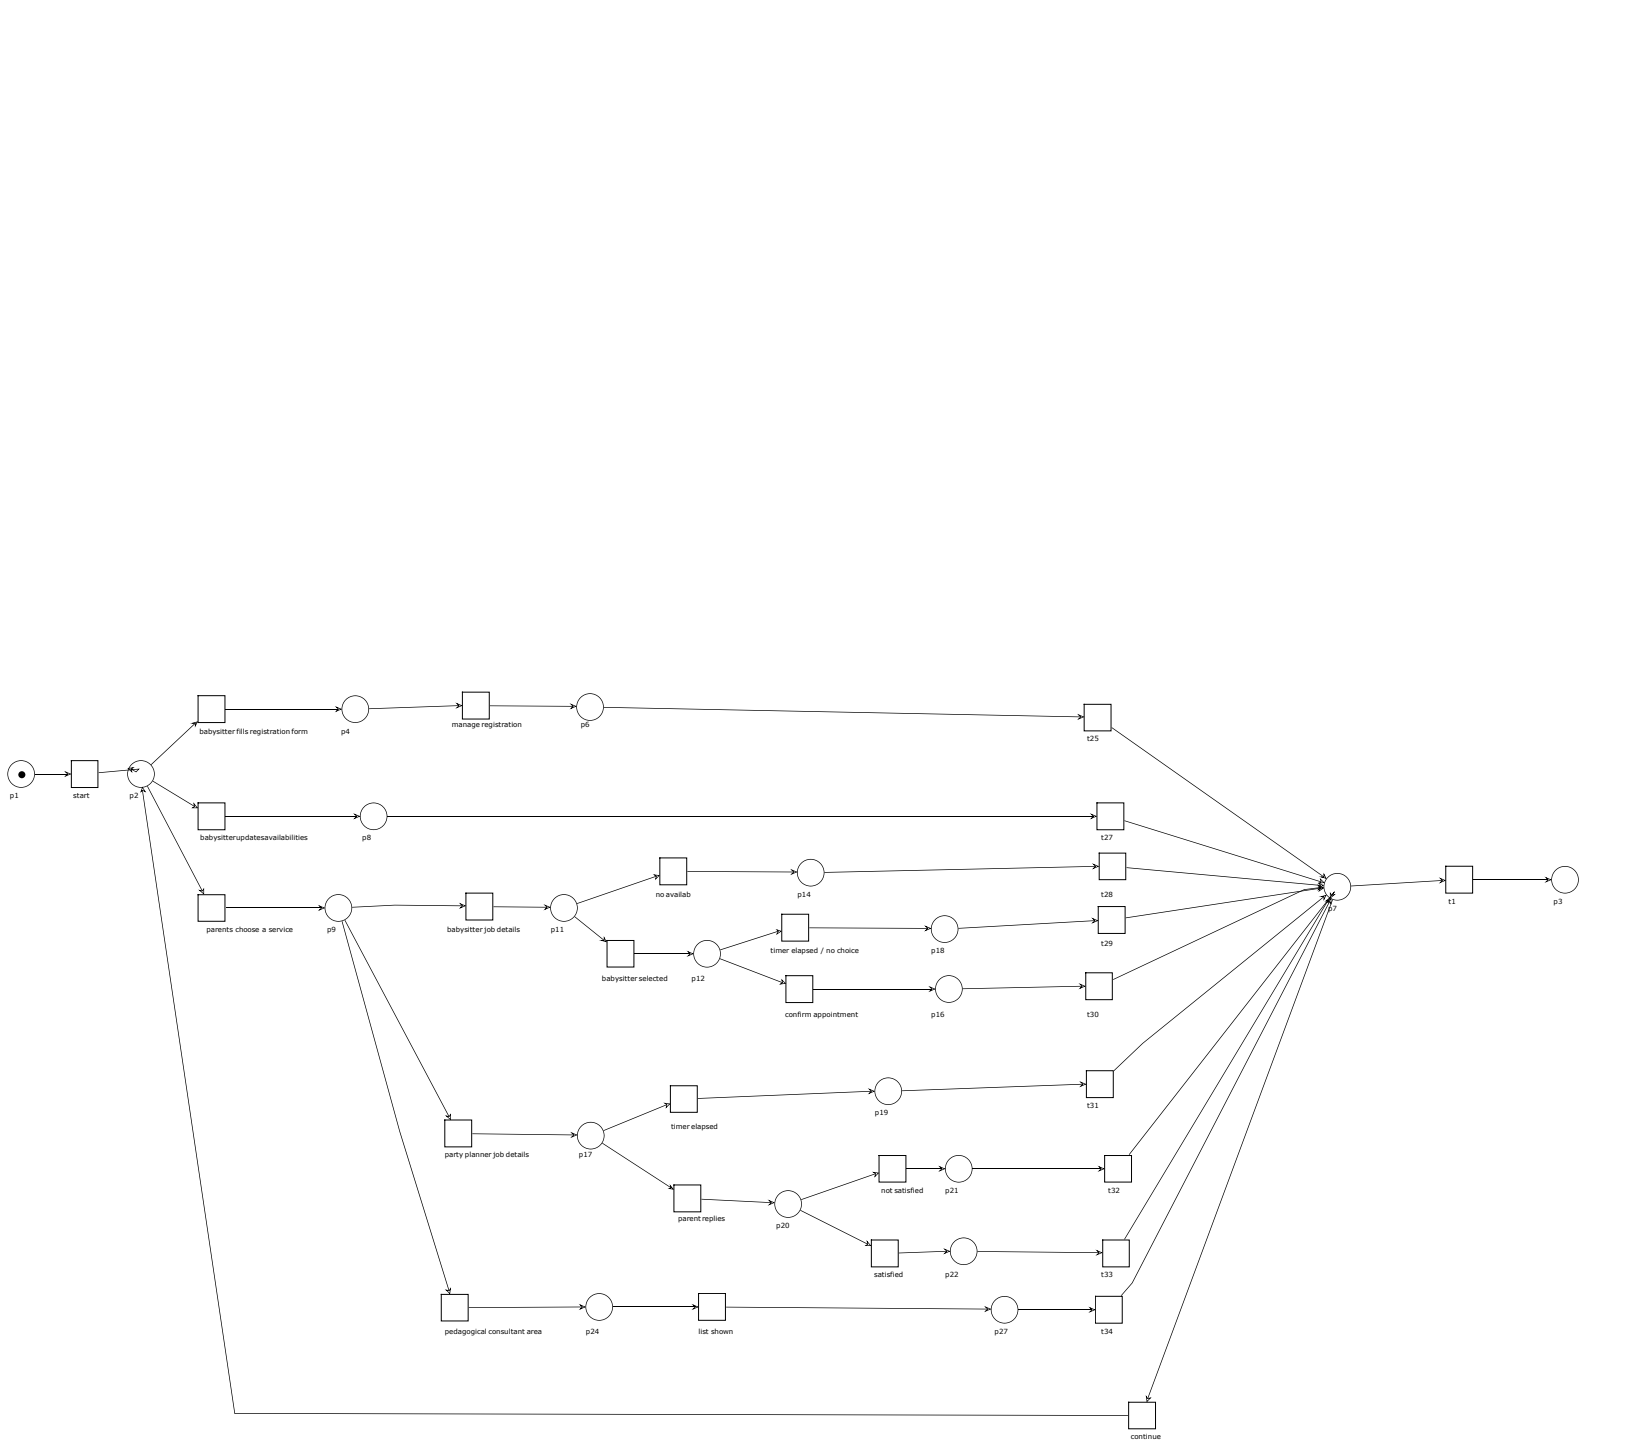 babysitter fills registration form
p4
manage registration
p6
t25
p1
start
p2
babysitterupdatesavailabilities
p8
t27
no availab
p14
t28
p7
t1
p3
parents choose a service
p9
babysitter job details
p11
timer elapsed / no choice
p18
t29
babysitter selected
p12
confirm appointment
p16
t30
timer elapsed
p19
t31
party planner job details
p17
not satisfied
p21
t32
parent replies
p20
satisfied
p22
t33
pedagogical consultant area
p24
list shown
p27
t34
continue